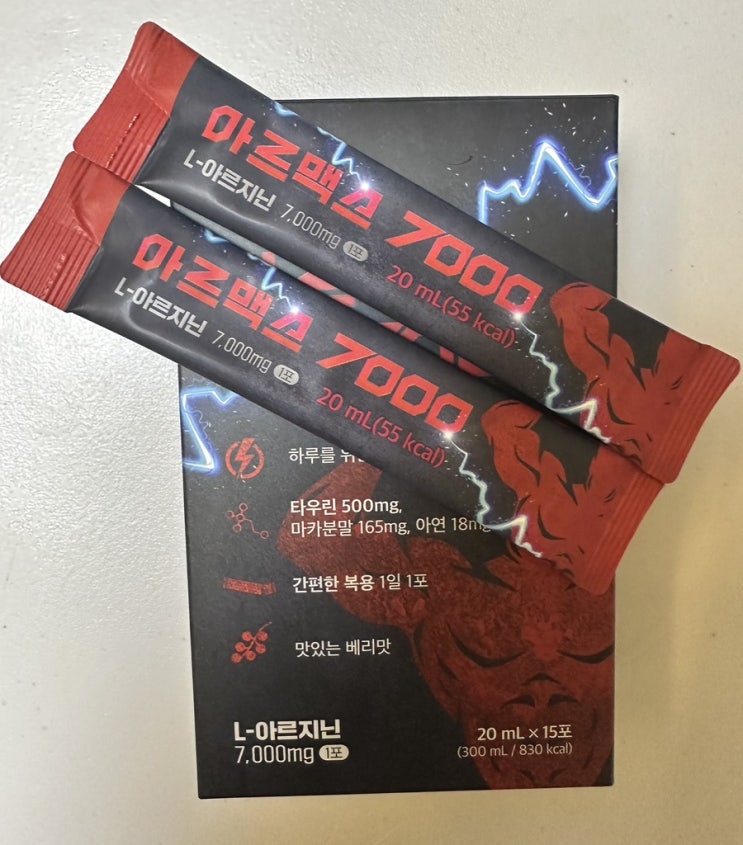 아르맥스 7000
L-아르지닌 7,000mg 1포
20 mL(55 kcal)
아르맥스 7000
L-아르지닌 7,000mg 1포
20 mL(55 kcal)
하루를
타우린 500mg,
마카분말 165mg, 아연 18mg
간편한 복용 1일 1포
맛있는 베리맛
L-아르지닌
7,000mg 1포
20 mL × 15포
(300 mL / 830 kcal)